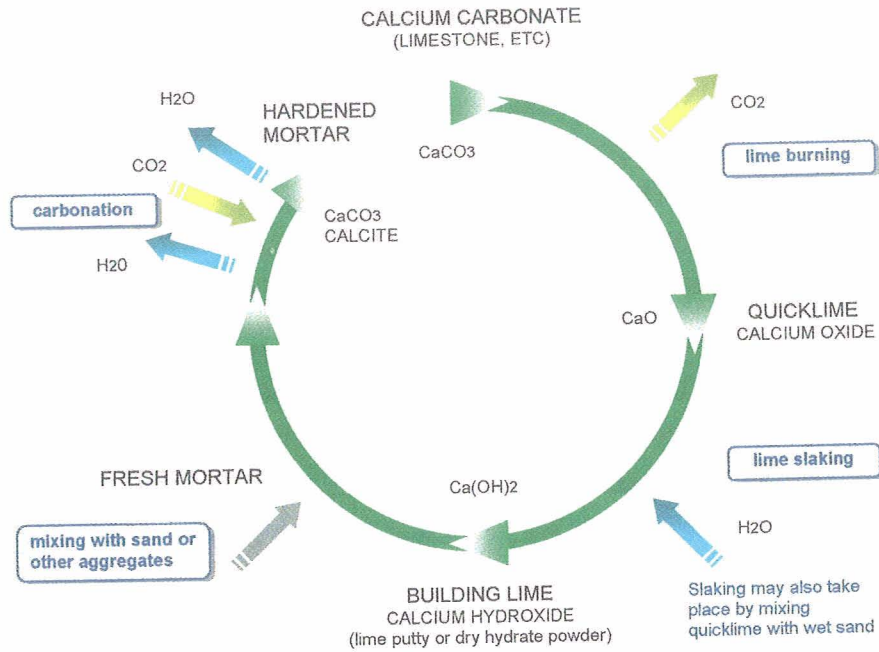 CALCIUM CARBONATE
(LIMESTONE, ETC)
H2O
HARDENED
MORTAR
CO2
CaCO3
lime burning
CO2
carbonation
CaCO3
CALCITE
H20
CaO
QUICKLIME
CALCIUM OXIDE
lime slaking
FRESH MORTAR
Ca(OH)2
H2O
mixing with sand or
other aggregates
BUILDING LIME
CALCIUM HYDROXIDE
(lime putty or dry hydrate powder)
Slaking may also take
place by mixing
quicklime with wet sand